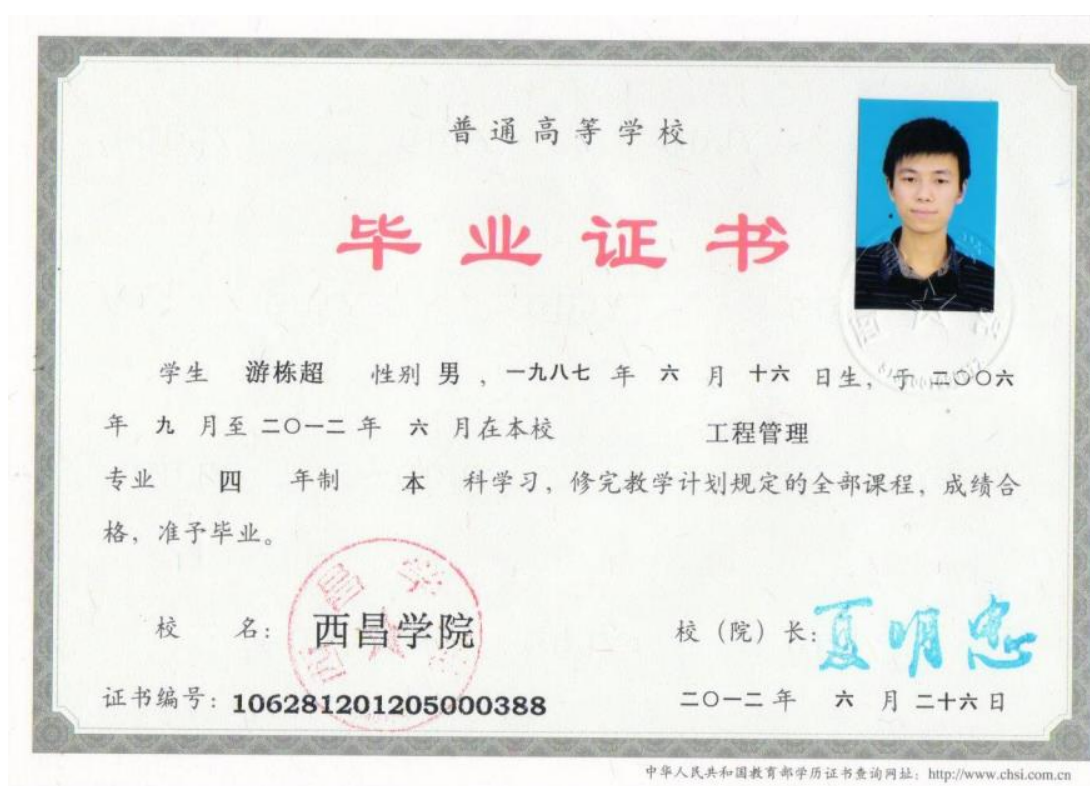 普通高等学校
毕业证书
学生 游栋超 性别 男 ，一九八七 年 六 月 十六 日生，于 二〇〇六
年 九 月至 二〇一二 年 六 月在本校 工程管理
专业 四 年制 本 科学习，修完教学计划规定的全部课程，成绩合
格，准予毕业。
校 名：西昌学院
校（院）长：夏明忠
证书编号：106281201205000388
二〇一二 年 六 月 二十六 日
中华人民共和国教育部学历证书查询网址：http://www.chsi.com.cn